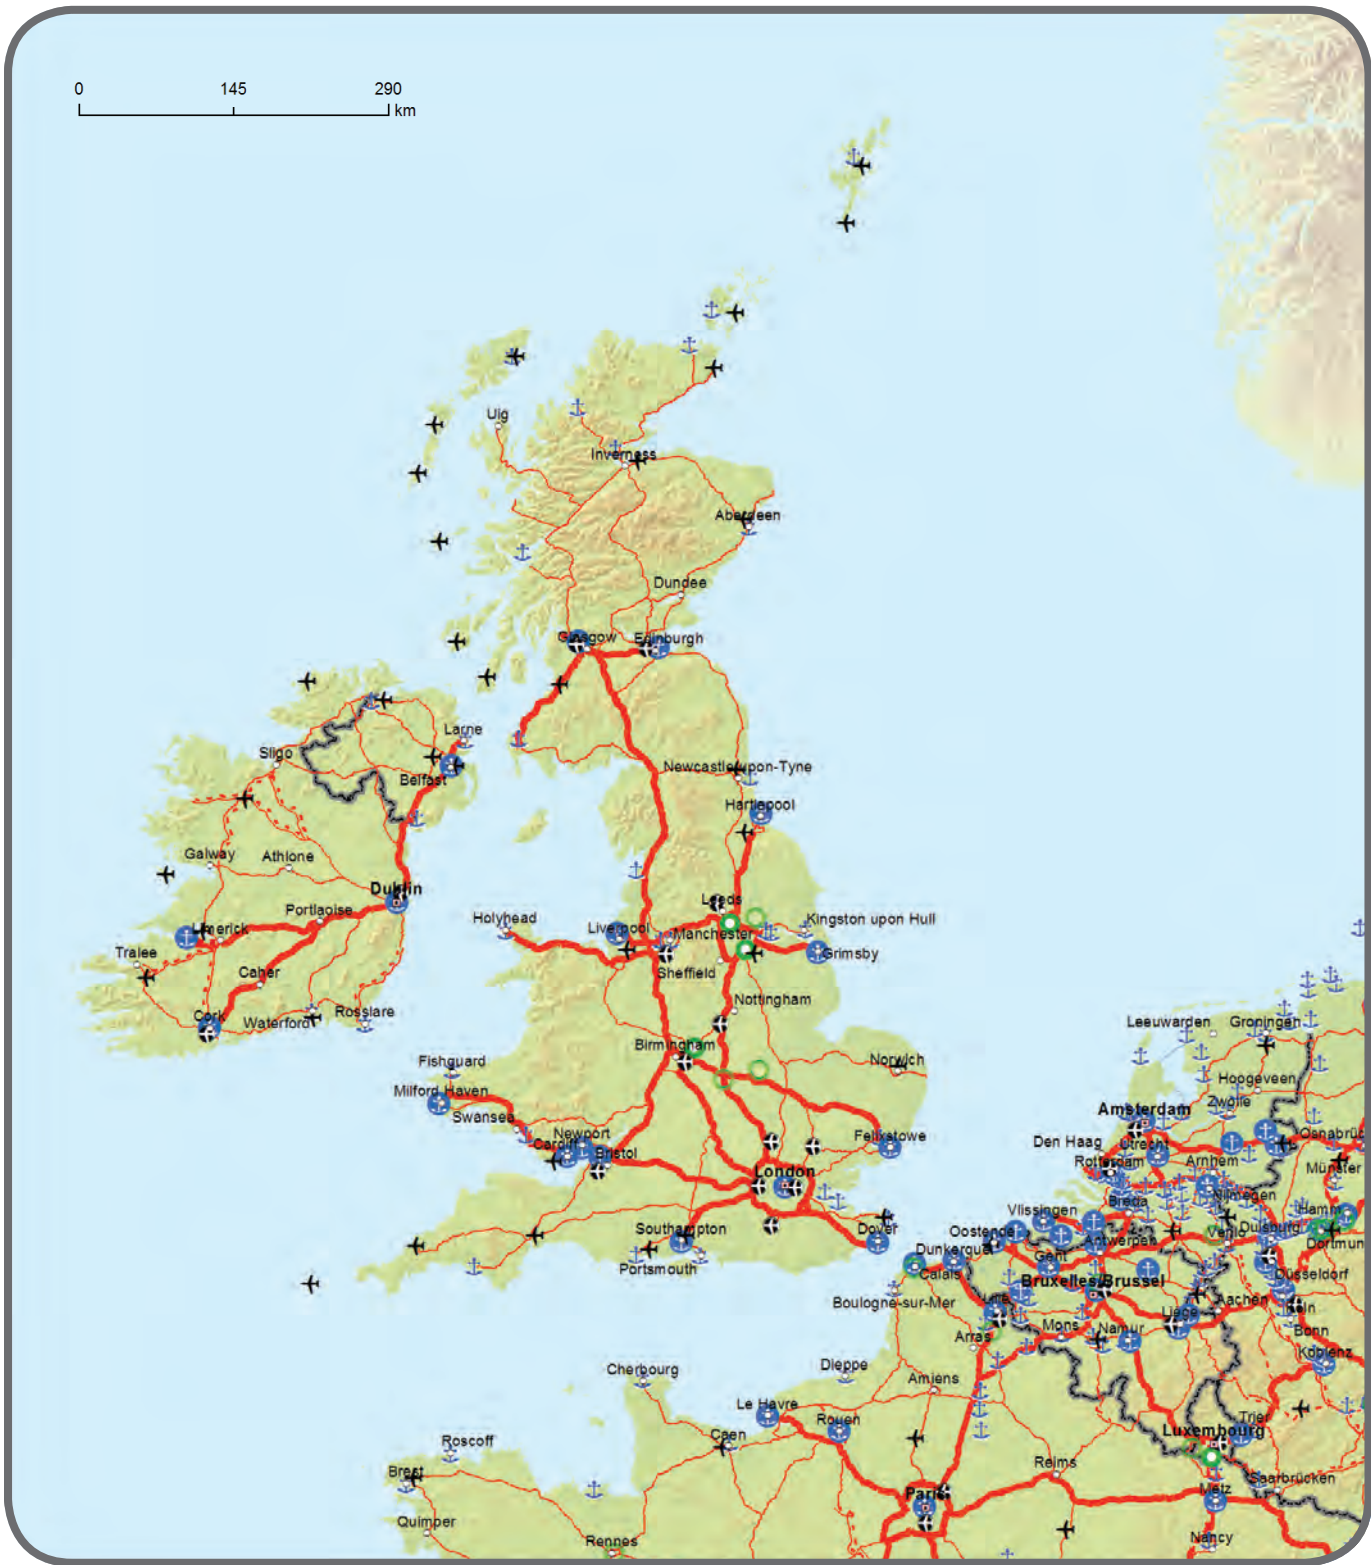 0 145 290
km
Uig
Inverness
Aberdeen
Dundee
Glasgow
Edinburgh
Larne
Sligo
Belfast
Newcastle-upon-Tyne
Hartlepool
Galway
Athlone
Dublin
Leeds
Portlaoise
Holyhead
Liverpool
Kingston upon Hull
Limerick
Manchester
Tralee
Sheffield
Grimsby
Caher
Nottingham
Cork
Waterford
Rosslare
Leeuwarden
Groningen
Birmingham
Fishguard
Norwich
Hoogeveen
Milford Haven
Zwolle
Swansea
Amsterdam
Newport
Felixstowe
Den Haag
Utrecht
Osnabrüc
Cardiff
Bristol
Rotterdam
Arnhem
Münster
London
Nijmegen
Breda
Vlissingen
Hamm
Southampton
Dover
Oostende
Duisburg
Venlo
Antwerpen
Dortmun
Portsmouth
Dunkerque
Gent
Calais
Bruxelles/Brussel
Düsseldorf
Boulogne-sur-Mer
Lille
Liège
Aachen
Köln
Arras
Mons
Namur
Bonn
Koblenz
Cherbourg
Dieppe
Amiens
Le Havre
Rouen
Trier
Caen
Luxembourg
Roscoff
Reims
Brest
Saarbrücken
Paris
Metz
Quimper
Nancy
Rennes